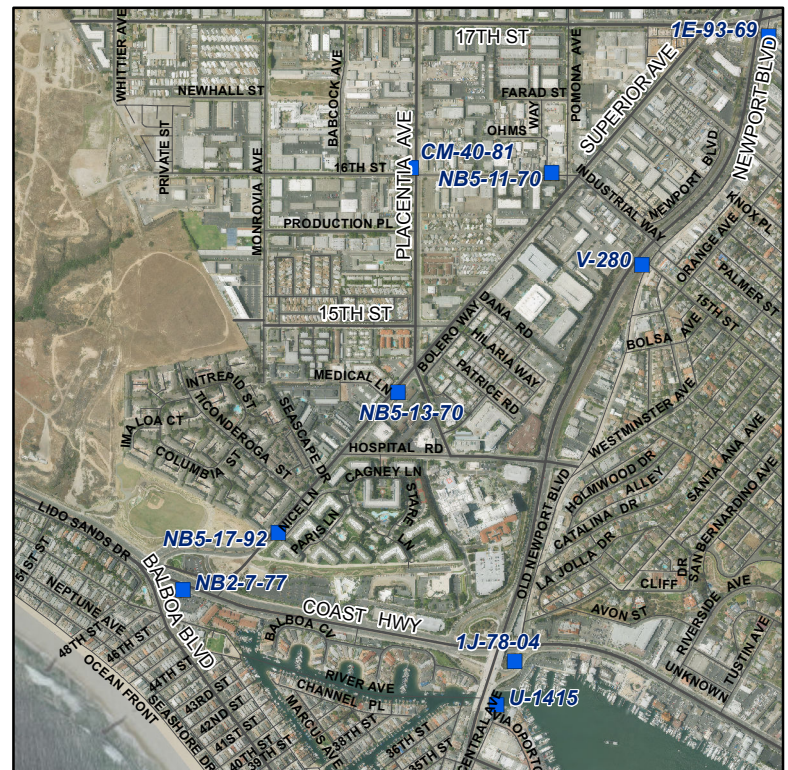 1E-93-69
17TH ST
WHITTIER AVE
BABCOCK AVE
PLACENTIA AVE
POMONA AVE
SUPERIOR AVE
NEWPORT BLVD
NEWHALL ST
FARAD ST
OHMS WAY
PRIVATE ST
MONROVIA AVE
16TH ST
CM-40-81
NB5-11-70
INDUSTRIAL WAY
NEWPORT BLVD
KNOX PL
ORANGE AVE
PRODUCTION PL
V-280
PALMER ST
15TH ST
15TH ST
BOLERO WAY
DANA RD
HILARIA WAY
PATRICE RD
BOLSA AVE
MEDICAL LN
NB5-13-70
INTREPID ST
TICONDEROGA ST
SEASCAPE DR
IMA LOA CT
COLUMBIA ST
HOSPITAL RD
WESTMINSTER AVE
CAGNEY LN
STARE LN
HOLMWOOD DR
CATALINA DR
ALLEY
SANTA ANA AVE
SAN BERNARDINO AVE
NICE LN
PARIS LN
NB5-17-92
OLD NEWPORT BLVD
LA JOLLA DR
CLIFF DR
LIDO SANDS DR
51ST ST
BALBOA BLVD
NB2-7-77
COAST HWY
AVON ST
RIVERSIDE AVE
TUSTIN AVE
NEPTUNE AVE
48TH ST
46TH ST
44TH ST
43RD ST
42ND ST
41ST ST
40TH ST
39TH ST
OCEAN FRONT
SEASHORE DR
BALBOA CV
1J-78-04
UNKNOWN
RIVER AVE
CHANNEL PL
MARCUS AVE
38TH ST
36TH ST
35TH ST
U-1415
CENTRAL AVE
VIA OPORTO